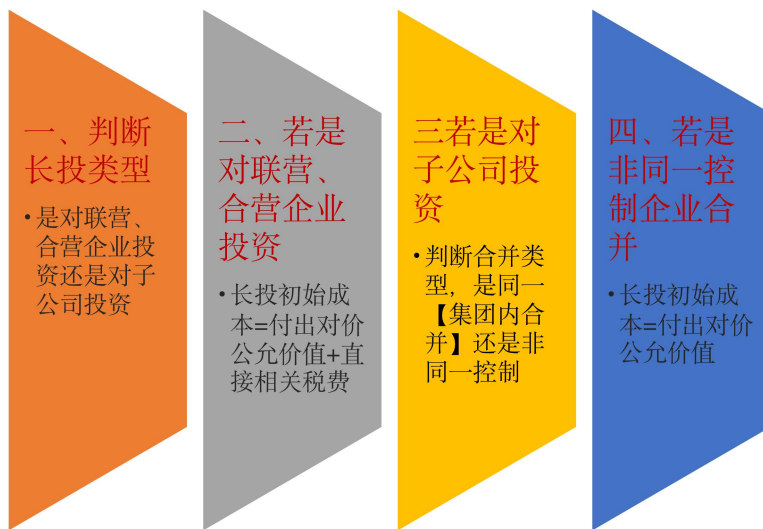 一、判断
长投类型
•是对联营、
合营企业投
资还是对子
公司投资
二、若是
对联营、
合营企业
投资
•长投初始成
本=付出对价
公允价值+直
接相关税费
三若是对
子公司投
资
•判断合并类
型，是同一
【集团内合
并】还是非
同一控制
四、若是
非同一控
制企业合
并
•长投初始成
本=付出对价
公允价值